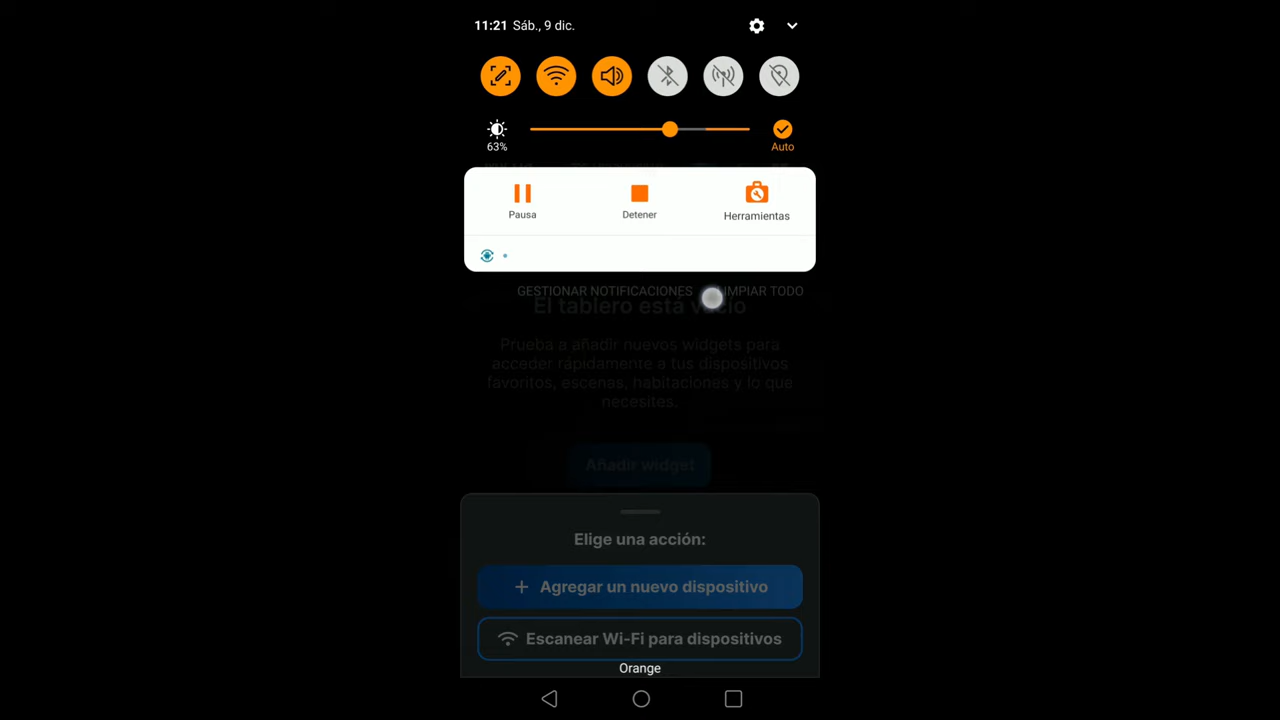 11:21 Sáb., 9 dic.
63%
Auto
Pausa
Detener
Herramientas
GESTIONAR NOTIFICACIONES
IMPIAR TODO
El tablero está vacío
Prueba a añadir nuevos widgets para
acceder rápidamente a tus dispositivos
favoritos, escenas, habitaciones y lo que
necesites.
Añadir widget
Elige una acción:
+ Agregar un nuevo dispositivo
Escanear Wi-Fi para dispositivos
Orange